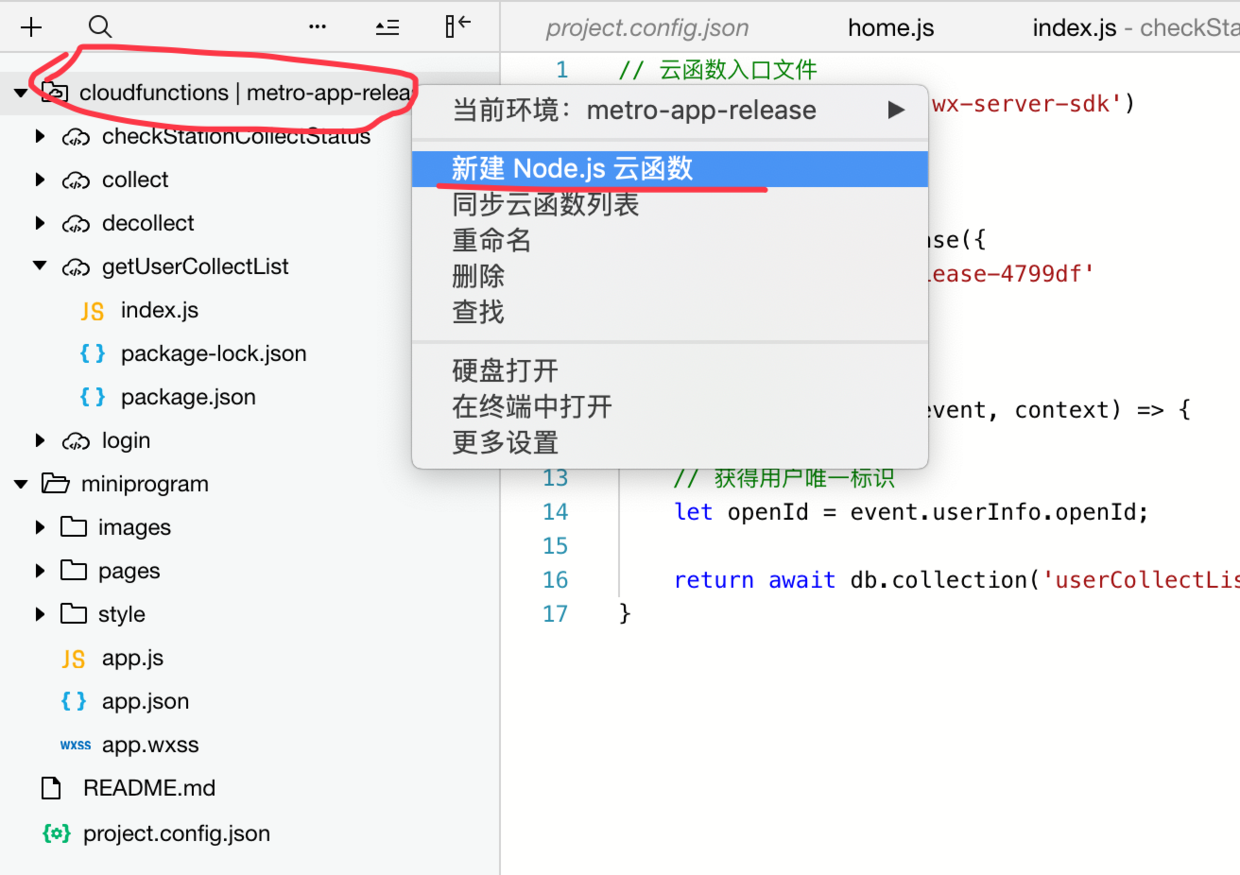 cloudfunctions | metro-app-relea
checkStationCollectStatus
collect
decollect
getUserCollectList
JS index.js
{ } package-lock.json
{ } package.json
login
miniprogram
images
pages
style
JS app.js
{ } app.json
wxss app.wxss
README.md
project.config.json
project.config.json
home.js
index.js - checkSta
1 // 云函数入口文件
wx-server-sdk')
ase({
lease-4799df'
event, context) => {
13 // 获得用户唯一标识
14 let openId = event.userInfo.openId;
15
16 return await db.collection('userCollectLis
17 }
当前环境：metro-app-release
新建 Node.js 云函数
同步云函数列表
重命名
删除
查找
硬盘打开
在终端中打开
更多设置